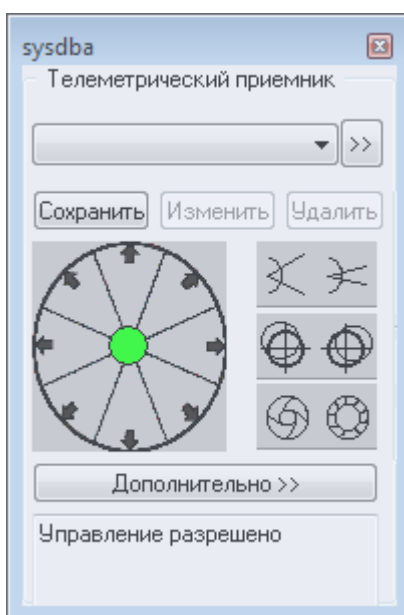 sysdba
Телеметрический приемник
>>
Сохранить Изменить Удалить
Дополнительно >>
Управление разрешено